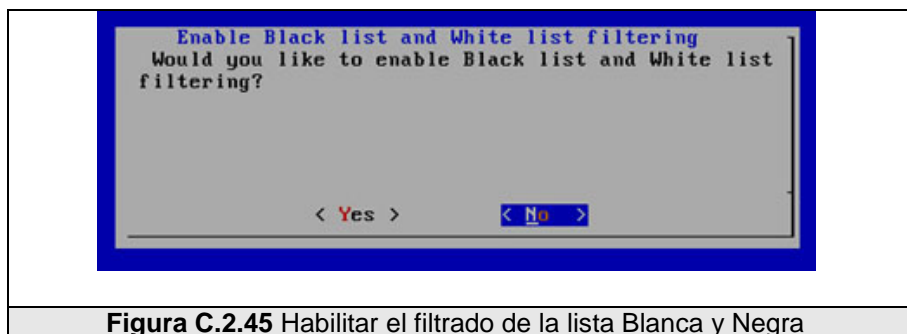 Enable Black list and White list filtering
Would you like to enable Black list and White list
filtering?
< Yes > < No >
Figura C.2.45 Habilitar el filtrado de la lista Blanca y Negra